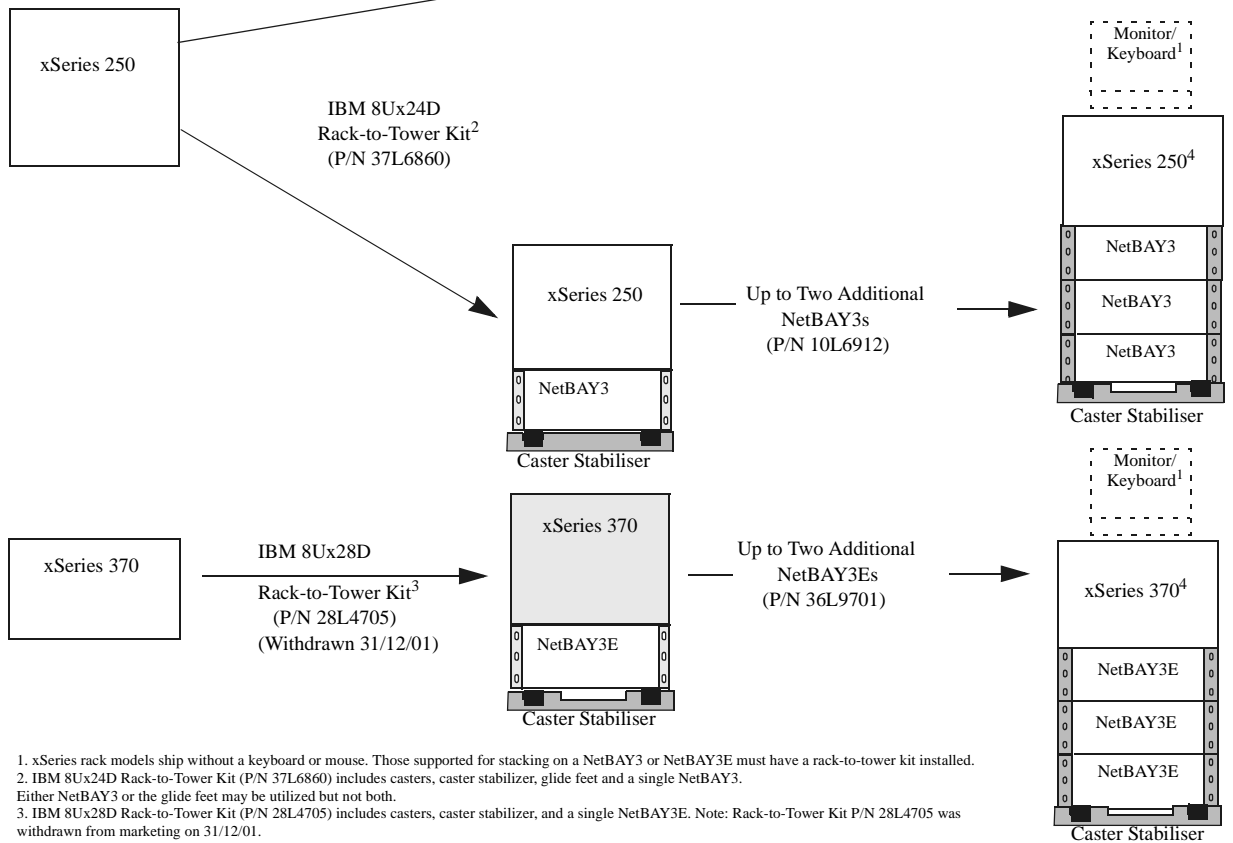 xSeries 250
IBM 8Ux24D
Rack-to-Tower Kit2
(P/N 37L6860)
xSeries 250
NetBAY3
Caster Stabiliser
Up to Two Additional
NetBAY3s
(P/N 10L6912)
Monitor/
Keyboard1
xSeries 2504
NetBAY3
NetBAY3
NetBAY3
Caster Stabiliser
xSeries 370
IBM 8Ux28D
Rack-to-Tower Kit3
(P/N 28L4705)
(Withdrawn 31/12/01)
xSeries 370
NetBAY3E
Caster Stabiliser
Up to Two Additional
NetBAY3Es
(P/N 36L9701)
Monitor/
Keyboard1
xSeries 3704
NetBAY3E
NetBAY3E
NetBAY3E
Caster Stabiliser
1. xSeries rack models ship without a keyboard or mouse. Those supported for stacking on a NetBAY3 or NetBAY3E must have a rack-to-tower kit installed.
2. IBM 8Ux24D Rack-to-Tower Kit (P/N 37L6860) includes casters, caster stabilizer, glide feet and a single NetBAY3.
Either NetBAY3 or the glide feet may be utilized but not both.
3. IBM 8Ux28D Rack-to-Tower Kit (P/N 28L4705) includes casters, caster stabilizer, and a single NetBAY3E. Note: Rack-to-Tower Kit P/N 28L4705 was
withdrawn from marketing on 31/12/01.